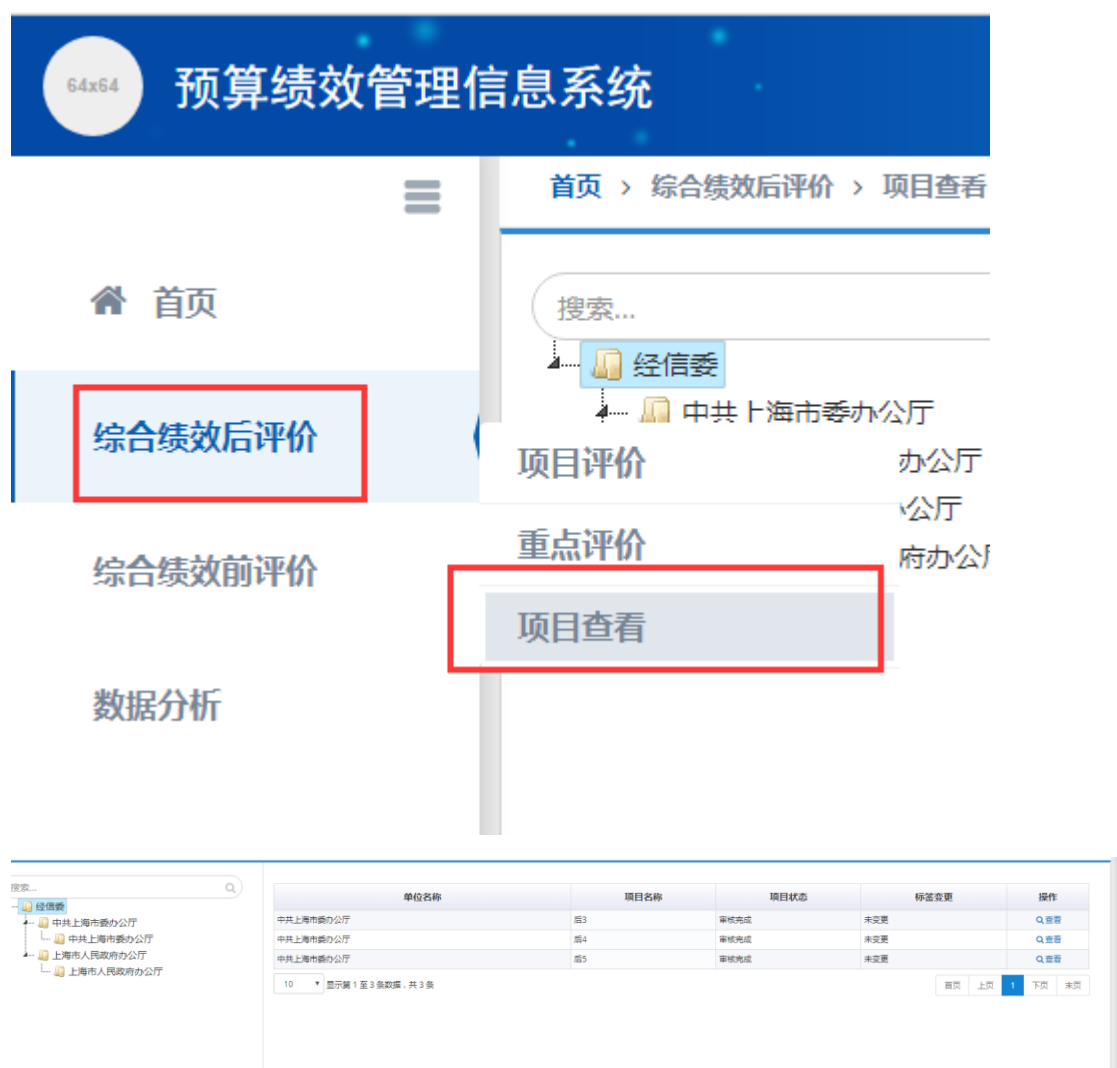 64x64
预算绩效管理信息系统
首页 > 综合绩效后评价 > 项目查看
首页
综合绩效后评价
综合绩效前评价
数据分析
搜索...
经信委
中共上海市委办公厅
办公厅
公厅
府办公
项目评价
重点评价
项目查看
搜索...
经信委
中共上海市委办公厅
中共上海市委办公厅
上海市人民政府办公厅
上海市人民政府办公厅
单位名称 项目名称 项目状态 标签变更 操作
中共上海市委办公厅 后3 审核完成 未变更 查看
中共上海市委办公厅 后4 审核完成 未变更 查看
中共上海市委办公厅 后5 审核完成 未变更 查看
10 显示第 1 至 3 条数据，共 3 条
首页 上页 1 下页 末页